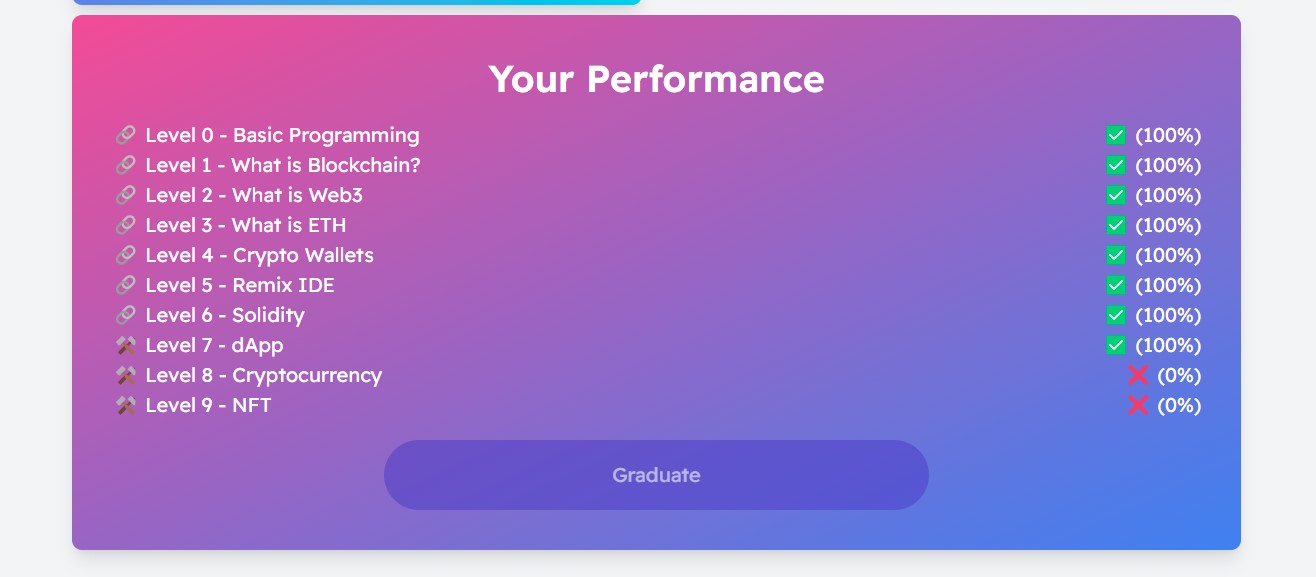 Your Performance
🔗 Level 0 - Basic Programming ✅ (100%)
🔗 Level 1 - What is Blockchain? ✅ (100%)
🔗 Level 2 - What is Web3 ✅ (100%)
🔗 Level 3 - What is ETH ✅ (100%)
🔗 Level 4 - Crypto Wallets ✅ (100%)
🔗 Level 5 - Remix IDE ✅ (100%)
🔗 Level 6 - Solidity ✅ (100%)
⚒️ Level 7 - dApp ✅ (100%)
⚒️ Level 8 - Cryptocurrency ❌ (0%)
⚒️ Level 9 - NFT ❌ (0%)
Graduate